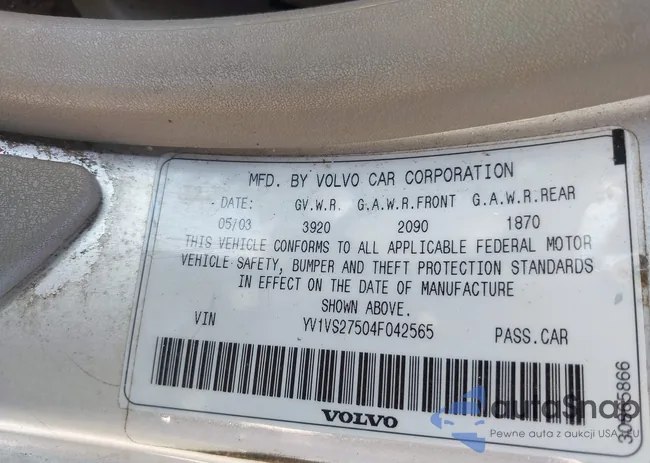 MFD. BY VOLVO CAR CORPORATION
DATE: GV.W.R. G.A.W.R.FRONT G.A.W.R.REAR
05/03 3920 2090 1870
THIS VEHICLE CONFORMS TO ALL APPLICABLE FEDERAL MOTOR
VEHICLE SAFETY, BUMPER AND THEFT PROTECTION STANDARDS
IN EFFECT ON THE DATE OF MANUFACTURE
SHOWN ABOVE.
VIN YV1VS27504F042565 PASS.CAR
VOLVO
autoSnap
Pewne auta z aukcji USA i EU